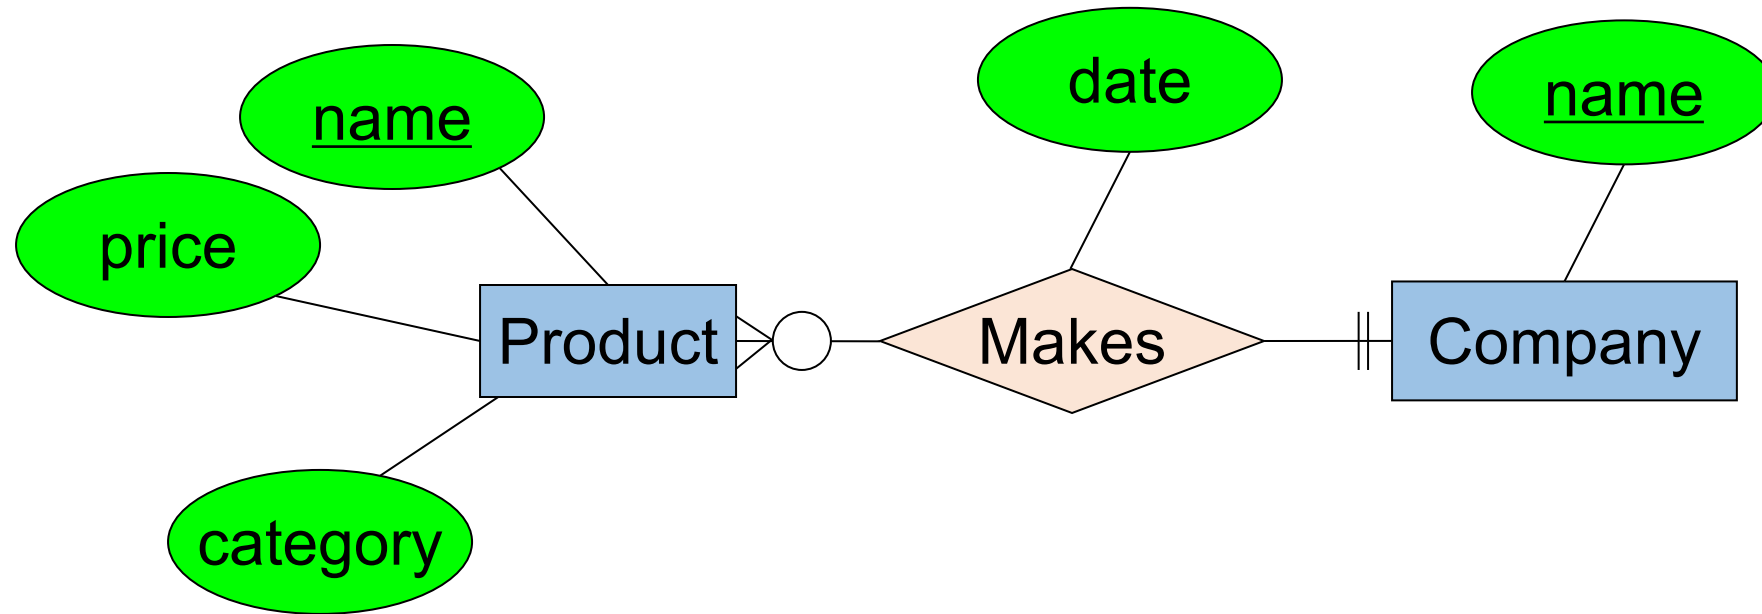 name
price
category
Product
date
Makes
name
Company